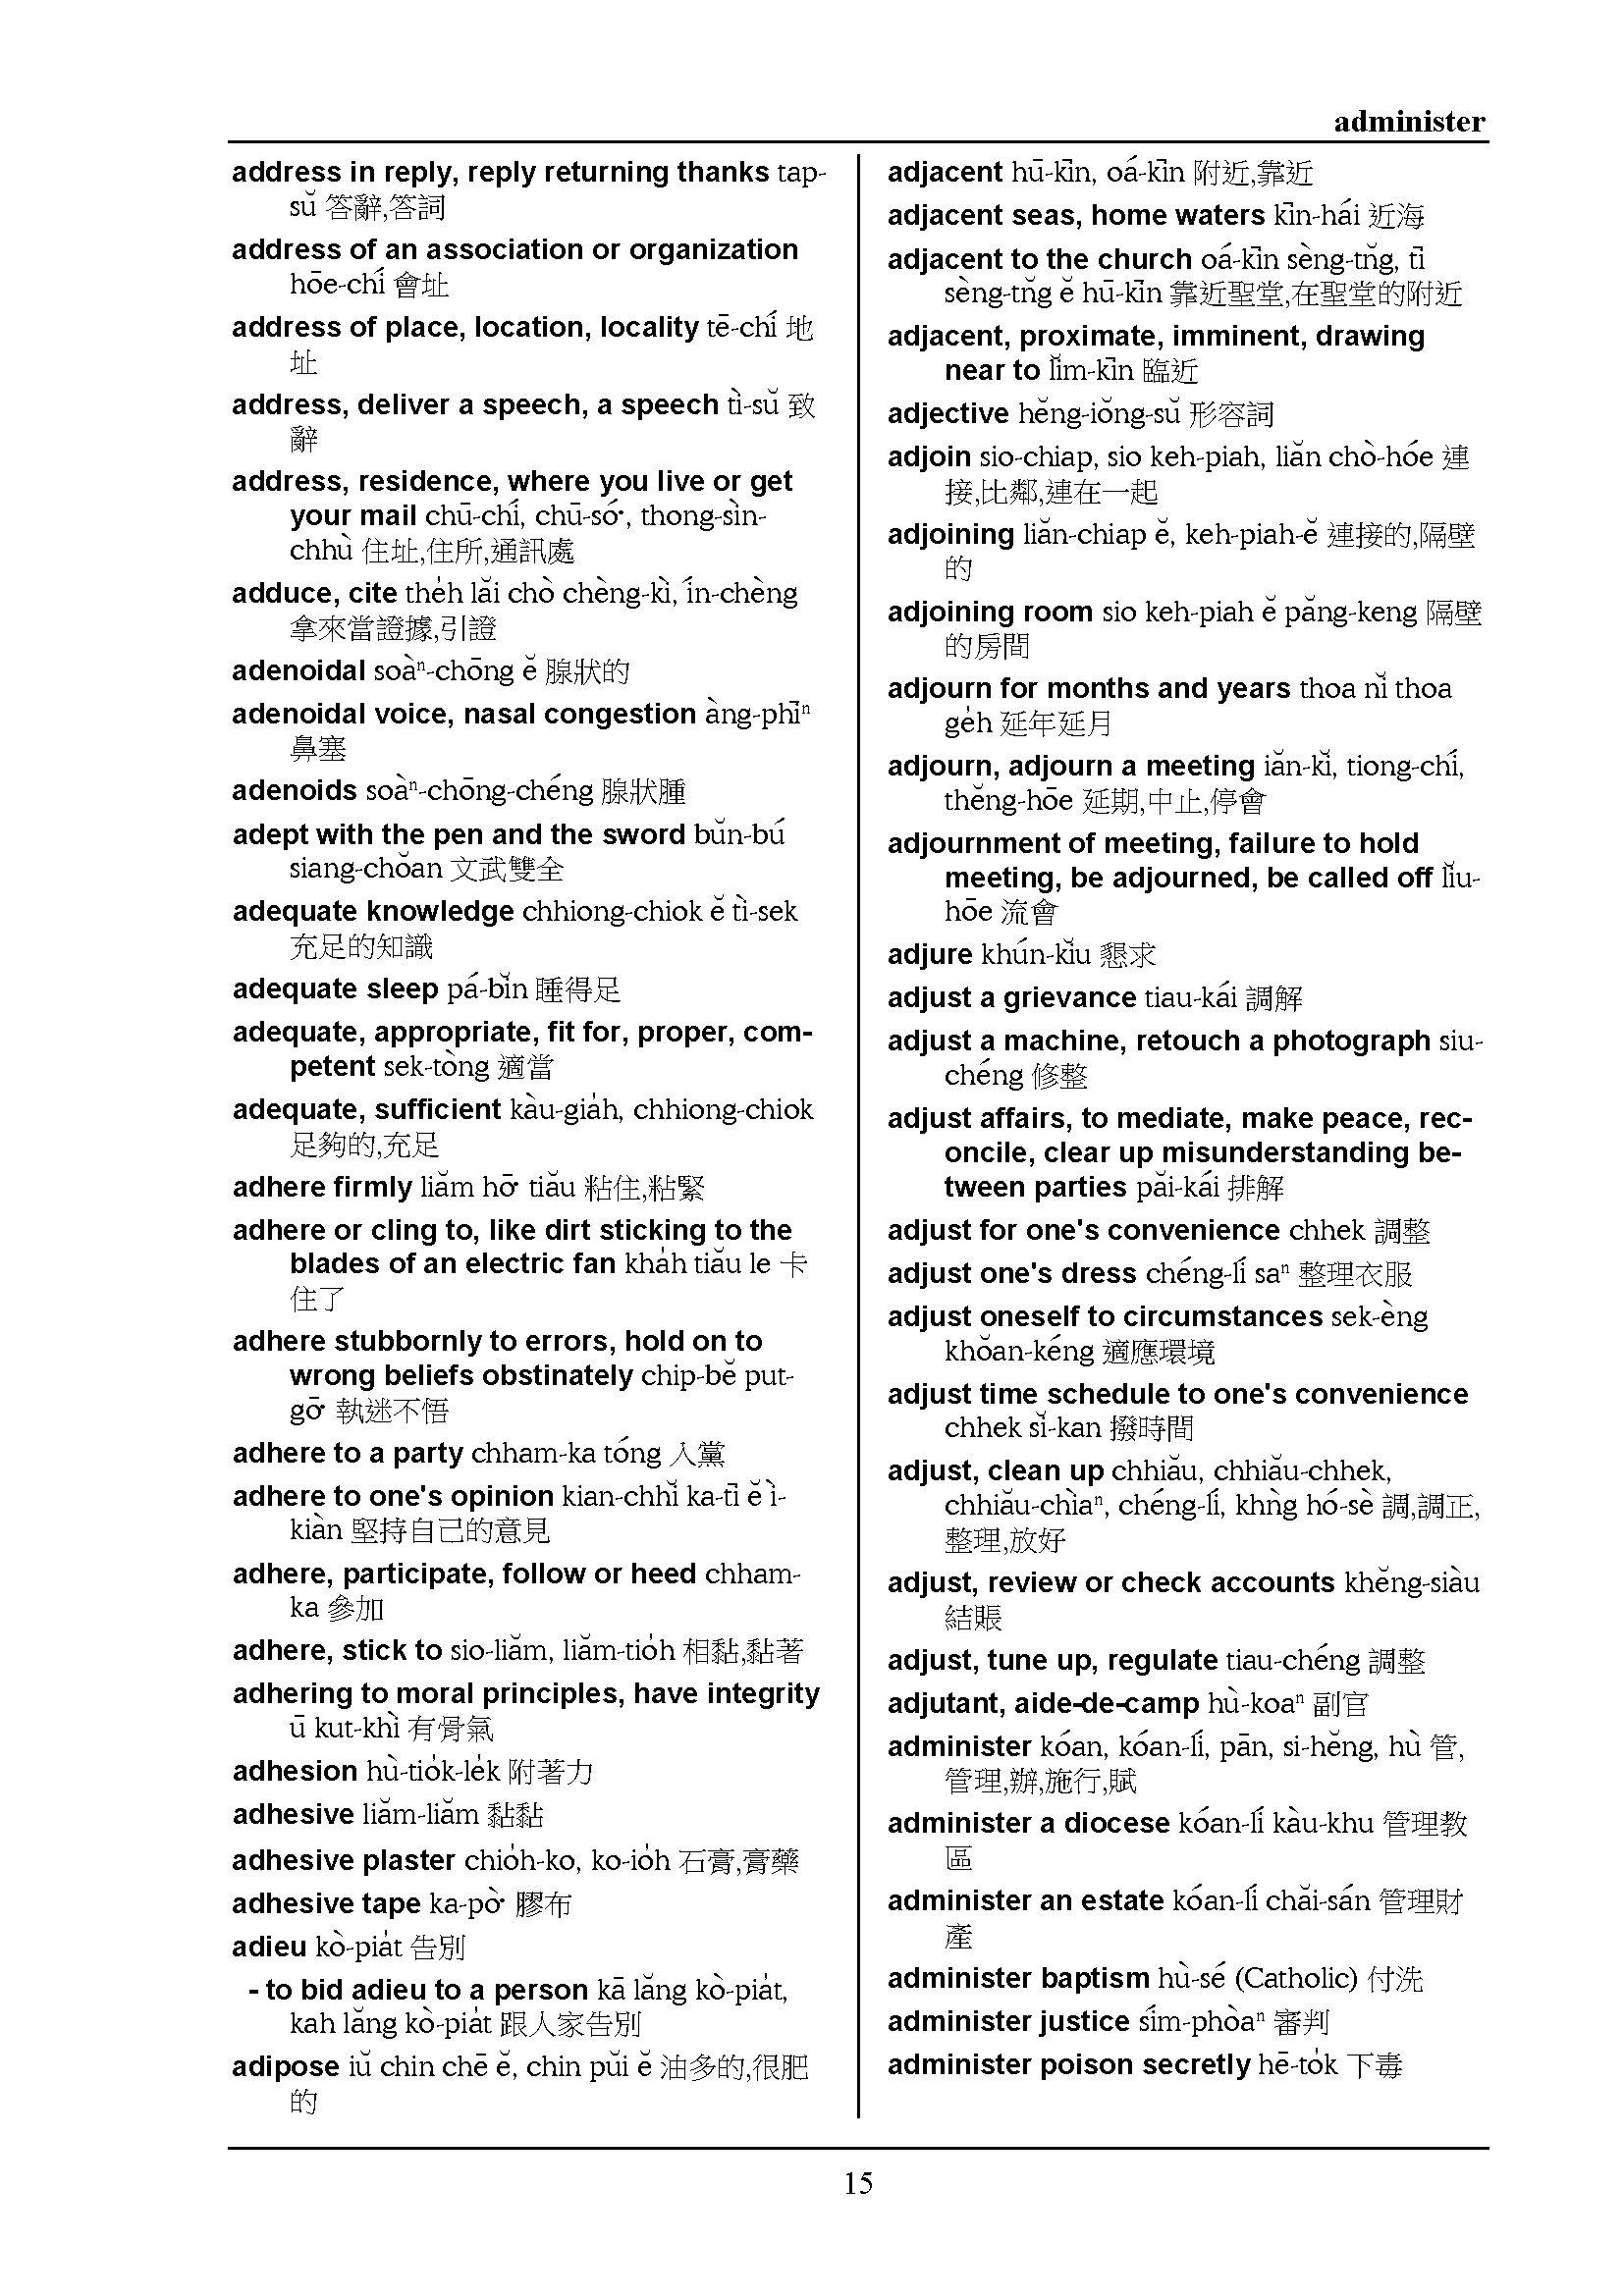 administer
address in reply, reply returning thanks tap-
sŭ 答辭,答詞
address of an association or organization
hōe-chí 會址
address of place, location, locality tē-chí 地
址
address, deliver a speech, a speech tì-sŭ 致
辭
address, residence, where you live or get
your mail chū-chí, chū-só͘, thong-sìn-
chhù 住址,住所,通訊處
adduce, cite the̍h lăi chò chèng-kì, ín-chèng
拿來當證據,引證
adenoidal soàⁿ-chōng ĕ 腺狀的
adenoidal voice, nasal congestion àng-phīⁿ
鼻塞
adenoids soàⁿ-chōng-chéng 腺狀腫
adept with the pen and the sword bŭn-bú
siang-chŏan 文武雙全
adequate knowledge chhiong-chiok ĕ tì-sek
充足的知識
adequate sleep pá-bĭn 睡得足
adequate, appropriate, fit for, proper, com-
petent sek-tòng 適當
adequate, sufficient kàu-gia̍h, chhiong-chiok
足夠的,充足
adhere firmly liăm hō͘ tiău 粘住,粘緊
adhere or cling to, like dirt sticking to the
blades of an electric fan kha̍h tiău le 卡
住了
adhere stubbornly to errors, hold on to
wrong beliefs obstinately chip-bĕ put-
gō͘ 執迷不悟
adhere to a party chham-ka tóng 入黨
adhere to one's opinion kian-chhĭ ka-tī ĕ ì-
kiàn 堅持自己的意見
adhere, participate, follow or heed chham-
ka 參加
adhere, stick to sio-liăm, liăm-tio̍h 相黏,黏著
adhering to moral principles, have integrity
ū kut-khì 有骨氣
adhesion hù-tio̍k-le̍k 附著力
adhesive liăm-liăm 黏黏
adhesive plaster chio̍h-ko, ko-io̍h 石膏,膏藥
adhesive tape ka-pò͘ 膠布
adieu kò-pia̍t 告別
- to bid adieu to a person kā lăng kò-pia̍t,
kah lăng kò-pia̍t 跟人家告別
adipose iŭ chin chē ĕ, chin pŭi ĕ 油多的,很肥
的
adjacent hū-kīn, oá-kīn 附近,靠近
adjacent seas, home waters kīn-hái 近海
adjacent to the church oá-kīn sèng-tn̆g, tī
sèng-tn̆g ĕ hū-kīn 靠近聖堂,在聖堂的附近
adjacent, proximate, imminent, drawing
near to lĭm-kīn 臨近
adjective hĕng-iŏng-sŭ 形容詞
adjoin sio-chiap, sio keh-piah, liăn chò-hóe 連
接,比鄰,連在一起
adjoining liăn-chiap ĕ, keh-piah-ĕ 連接的,隔壁
的
adjoining room sio keh-piah ĕ păng-keng 隔壁
的房間
adjourn for months and years thoa nĭ thoa
ge̍h 延年延月
adjourn, adjourn a meeting iăn-kĭ, tiong-chí,
thĕng-hōe 延期,中止,停會
adjournment of meeting, failure to hold
meeting, be adjourned, be called off lĭu-
hōe 流會
adjure khún-kĭu 懇求
adjust a grievance tiau-kái 調解
adjust a machine, retouch a photograph siu-
chéng 修整
adjust affairs, to mediate, make peace, rec-
oncile, clear up misunderstanding be-
tween parties păi-kái 排解
adjust for one's convenience chhek 調整
adjust one's dress chéng-lí saⁿ 整理衣服
adjust oneself to circumstances sek-èng
khŏan-kéng 適應環境
adjust time schedule to one's convenience
chhek sĭ-kan 撥時間
adjust, clean up chhiău, chhiău-chhek,
chhiău-chìaⁿ, chéng-lí, khǹg hó-sè 調,調正,
整理,放好
adjust, review or check accounts khĕng-siàu
結賬
adjust, tune up, regulate tiau-chéng 調整
adjutant, aide-de-camp hù-koaⁿ 副官
administer kóan, kóan-lí, pān, si-hĕng, hù 管,
管理,辦,施行,賦
administer a diocese kóan-lí kàu-khu 管理教
區
administer an estate kóan-lí chăi-sán 管理財
產
administer baptism hù-sé (Catholic) 付洗
administer justice sím-phòaⁿ 審判
administer poison secretly hē-to̍k 下毒
15